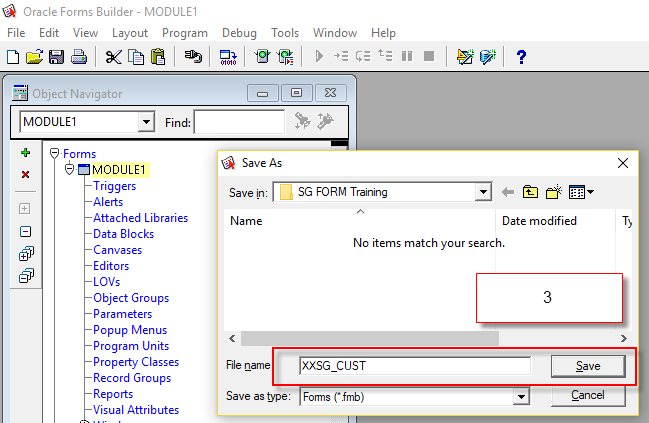 Oracle Forms Builder - MODULE1
File Edit View Layout Program Debug Tools Window Help
Object Navigator
MODULE1 Find:
Forms
MODULE1
Triggers
Alerts
Attached Libraries
Data Blocks
Canvases
Editors
LOVs
Object Groups
Parameters
Popup Menus
Program Units
Property Classes
Record Groups
Reports
Visual Attributes
Save As
Save in: SG FORM Training
Name Date modified Ty
No items match your search.
3
File name XXSG_CUST Save
Save as type: Forms (*.fmb) Cancel